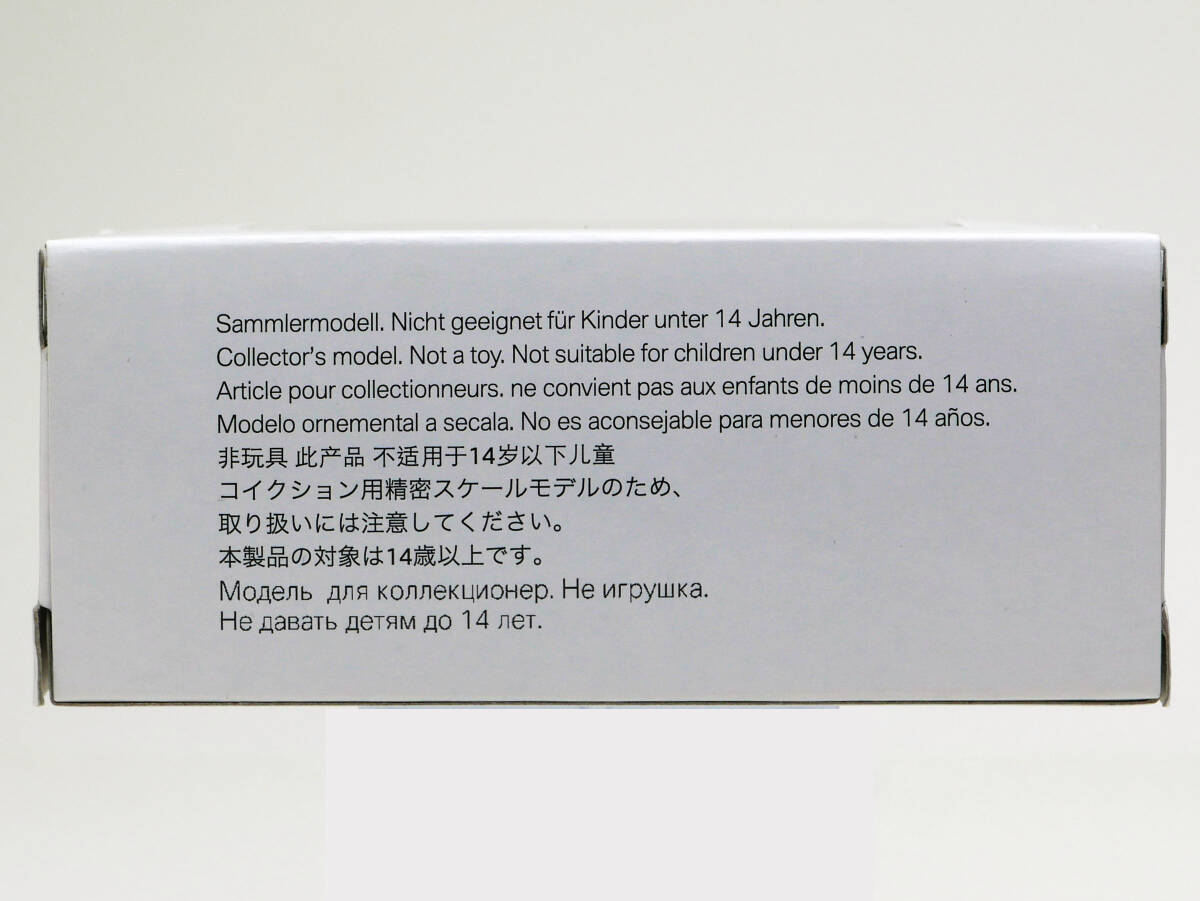 Sammlermodell. Nicht geeignet für Kinder unter 14 Jahren.
Collector's model. Not a toy. Not suitable for children under 14 years.
Article pour collectionneurs. ne convient pas aux enfants de moins de 14 ans.
Modelo ornemental a secala. No es aconsejable para menores de 14 años.
非玩具 此产品 不适用于14岁以下儿童
コイクション用精密スケールモデルのため、
取り扱いには注意してください。
本製品の対象は14歳以上です。
Модель для коллекционер. Не игрушка.
Не давать детям до 14 лет.